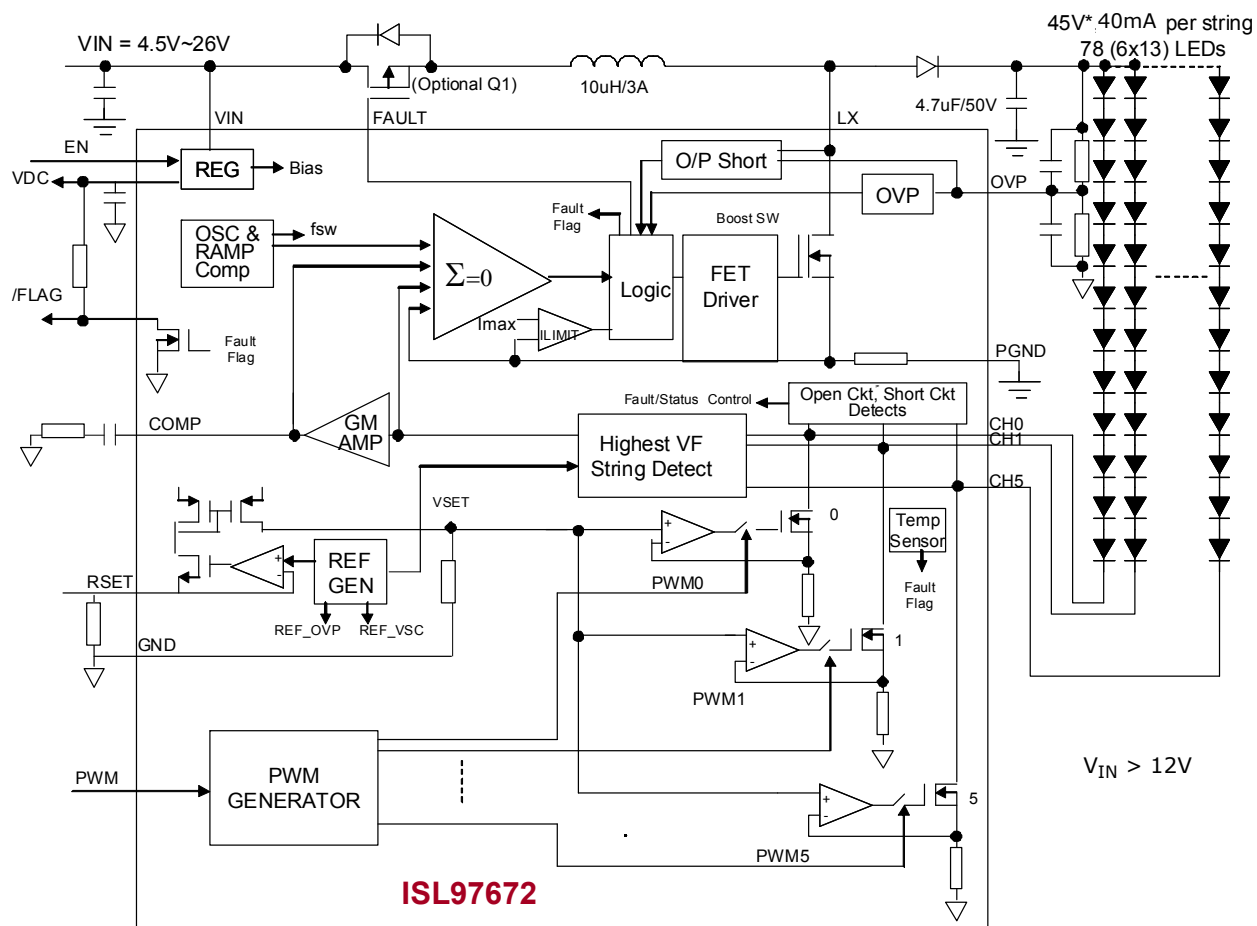 45V* 40mA per string
78 (6x13) LEDs
VIN = 4.5V~26V
(Optional Q1)
10uH/3A
4.7uF/50V
VIN
FAULT
LX
EN
VDC
REG
Bias
O/P Short
OVP
OVP
Fault
Flag
Boost SW
OSC &
RAMP
Comp
fsw
Σ=0
Logic
FET
Driver
/FLAG
Fault
Flag
Imax
ILIMIT
PGND
Fault/Status Control
Open Ckt, Short Ckt
Detects
COMP
GM
AMP
Highest VF
String Detect
CH0
CH1
CH5
VSET
+
-
0
Temp
Sensor
Fault
Flag
+
-
REF
GEN
RSET
PWM0
REF_OVP
REF_VSC
GND
+
-
1
PWM1
PWM
PWM
GENERATOR
VIN > 12V
+
-
5
PWM5
ISL97672